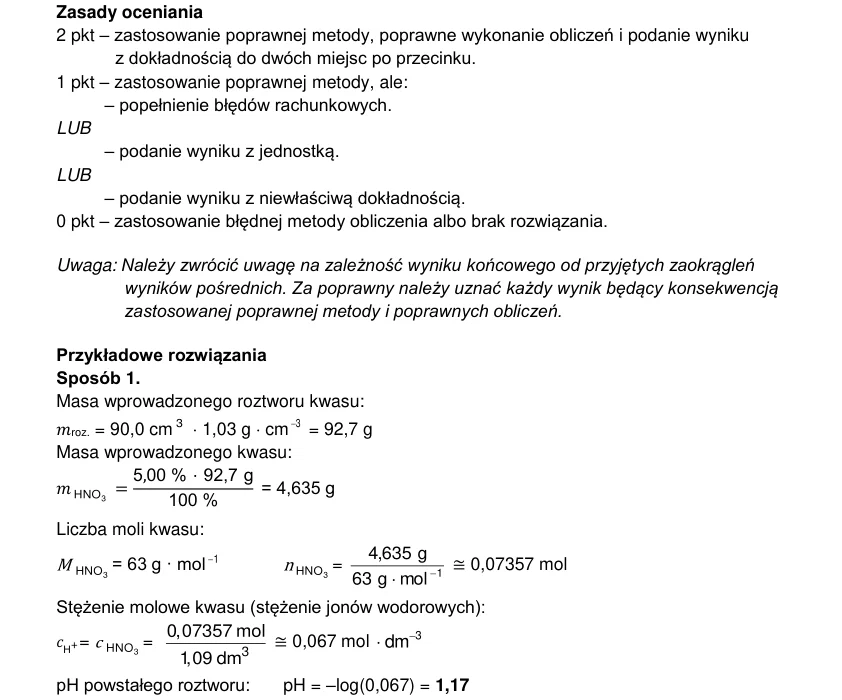 Zasady oceniania
2 pkt – zastosowanie poprawnej metody, poprawne wykonanie obliczeń i podanie wyniku
z dokładnością do dwóch miejsc po przecinku.
1 pkt – zastosowanie poprawnej metody, ale:
– popełnienie błędów rachunkowych.
LUB
– podanie wyniku z jednostką.
LUB
– podanie wyniku z niewłaściwą dokładnością.
0 pkt – zastosowanie błędnej metody obliczenia albo brak rozwiązania.
Uwaga: Należy zwrócić uwagę na zależność wyniku końcowego od przyjętych zaokrągleń
wyników pośrednich. Za poprawny należy uznać każdy wynik będący konsekwencją
zastosowanej poprawnej metody i poprawnych obliczeń.
Przykładowe rozwiązania
Sposób 1.
Masa wprowadzonego roztworu kwasu:
m roz. = 90,0 cm³ · 1,03 g · cm⁻³ = 92,7 g
Masa wprowadzonego kwasu:
m HNO₃ = 5,00 % · 92,7 g / 100 % = 4,635 g
Liczba moli kwasu:
M HNO₃ = 63 g · mol⁻¹ n HNO₃ = 4,635 g / 63 g · mol⁻¹ ≅ 0,07357 mol
Stężenie molowe kwasu (stężenie jonów wodorowych):
c H⁺ = c HNO₃ = 0,07357 mol / 1,09 dm³ ≅ 0,067 mol · dm⁻³
pH powstałego roztworu: pH = –log(0,067) = 1,17